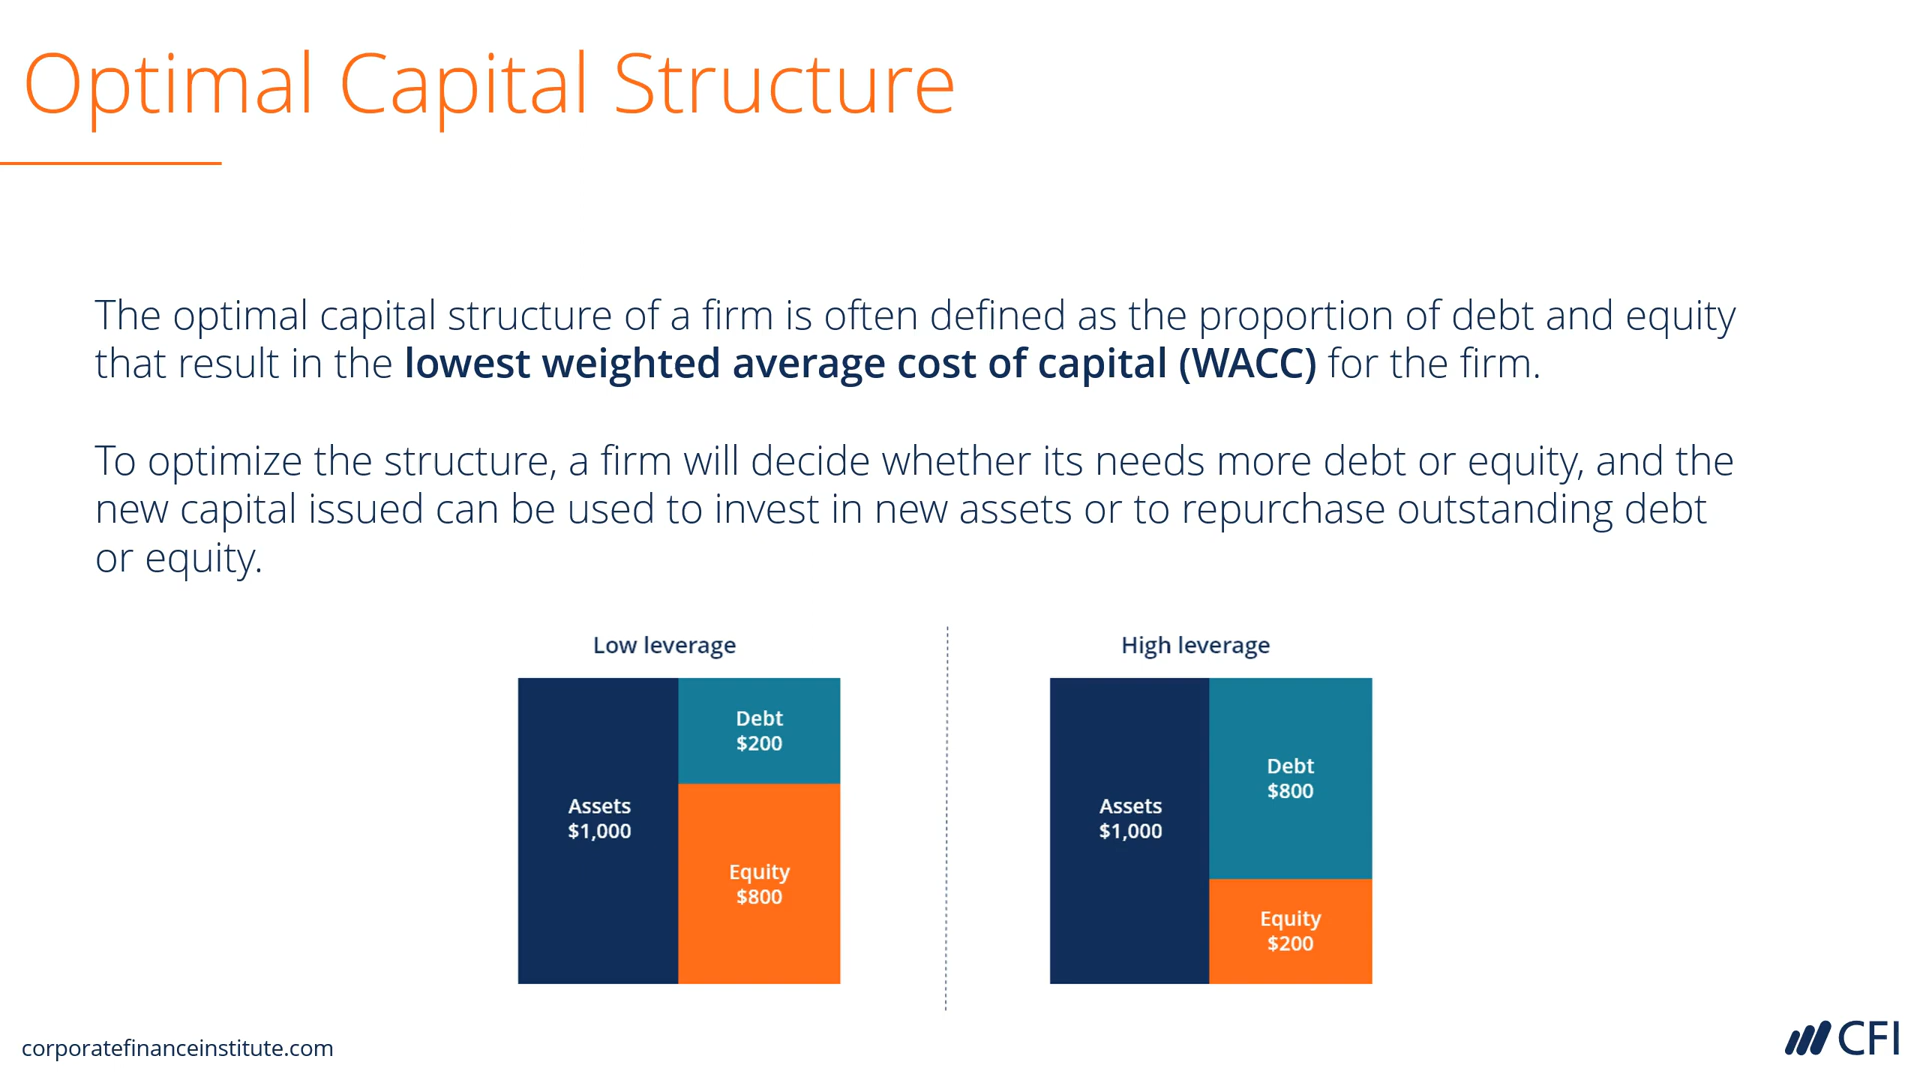 Optimal Capital Structure
The optimal capital structure of a firm is often defined as the proportion of debt and equity
that result in the lowest weighted average cost of capital (WACC) for the firm.
To optimize the structure, a firm will decide whether its needs more debt or equity, and the
new capital issued can be used to invest in new assets or to repurchase outstanding debt
or equity.
Low leverage
Assets
$1,000
Debt
$200
Equity
$800
High leverage
Assets
$1,000
Debt
$800
Equity
$200
corporatefinanceinstitute.com
CFI